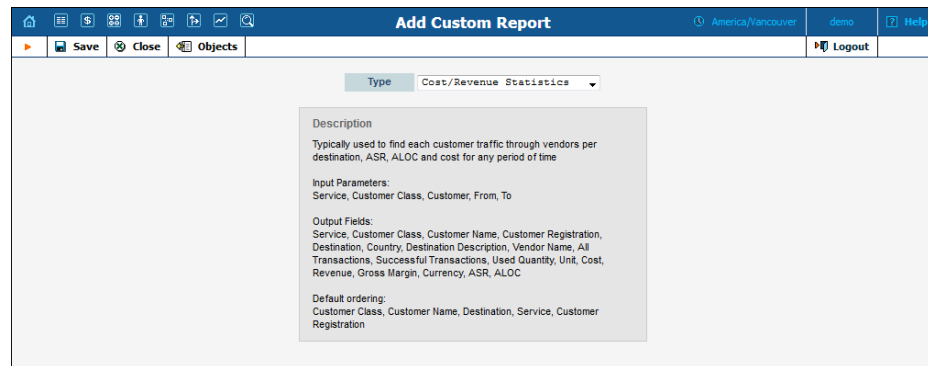 Add Custom Report America/Vancouver demo ? Help
Save Close Objects Logout
Type Cost/Revenue Statistics
Description
Typically used to find each customer traffic through vendors per
destination, ASR, ALOC and cost for any period of time
Input Parameters:
Service, Customer Class, Customer, From, To
Output Fields:
Service, Customer Class, Customer Name, Customer Registration,
Destination, Country, Destination Description, Vendor Name, All
Transactions, Successful Transactions, Used Quantity, Unit, Cost,
Revenue, Gross Margin, Currency, ASR, ALOC
Default ordering:
Customer Class, Customer Name, Destination, Service, Customer
Registration